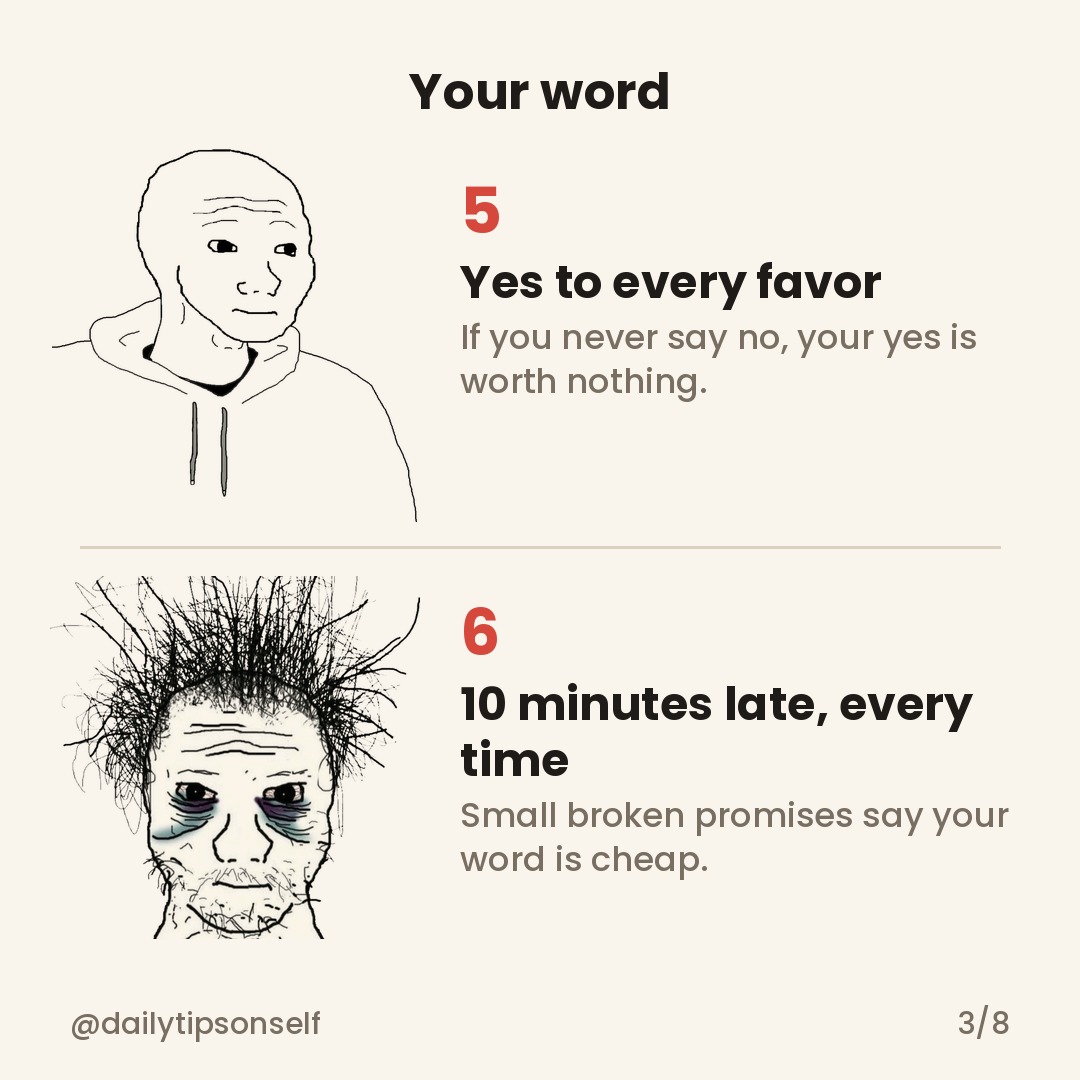 Your word
5
Yes to every favor
If you never say no, your yes is
worth nothing.
6
10 minutes late, every
time
Small broken promises say your
word is cheap.
@dailytipsonself
3/8